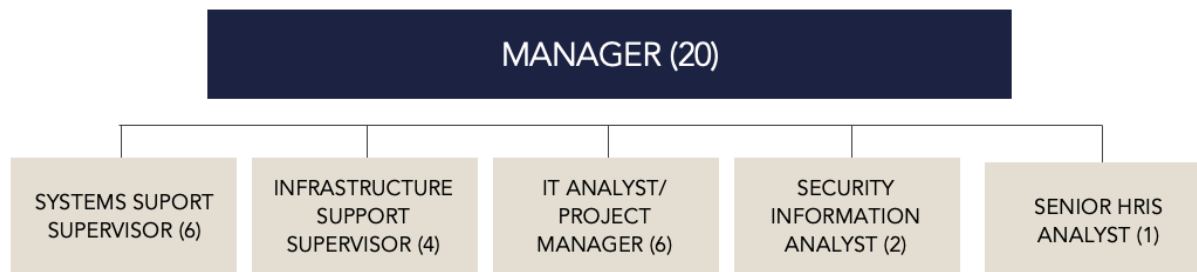 MANAGER (20)
SYSTEMS SUPORT
SUPERVISOR (6)
INFRASTRUCTURE
SUPPORT
SUPERVISOR (4)
IT ANALYST/
PROJECT
MANAGER (6)
SECURITY
INFORMATION
ANALYST (2)
SENIOR HRIS
ANALYST (1)